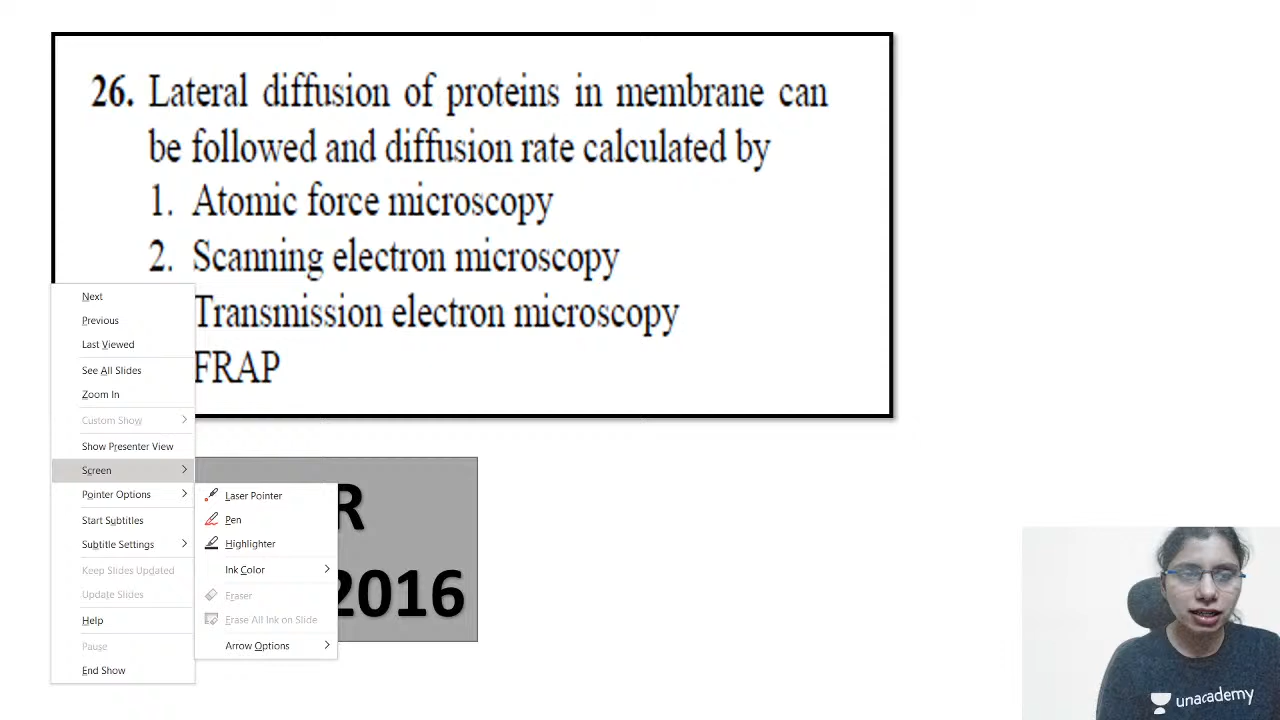 26. Lateral diffusion of proteins in membrane can
be followed and diffusion rate calculated by
1. Atomic force microscopy
2. Scanning electron microscopy
Transmission electron microscopy
FRAP
Next
Previous
Last Viewed
See All Slides
Zoom In
Custom Show
Show Presenter View
Screen
Pointer Options
Start Subtitles
Subtitle Settings
Keep Slides Updated
Update Slides
Help
Pause
End Show
Laser Pointer
Pen
Highlighter
Ink Color
Eraser
Erase All Ink on Slide
Arrow Options
R
2016
unacademy